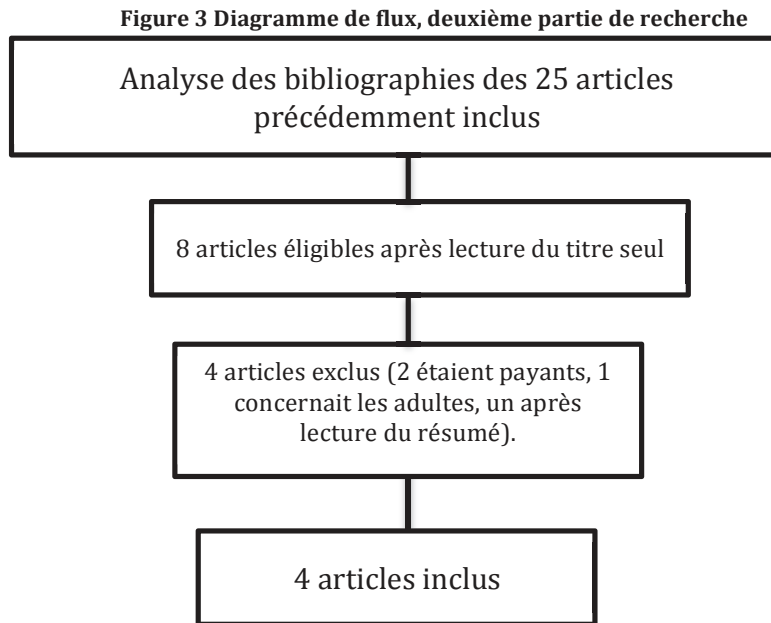 Figure 3 Diagramme de flux, deuxième partie de recherche
Analyse des bibliographies des 25 articles
précédemment inclus
8 articles éligibles après lecture du titre seul
4 articles exclus (2 étaient payants, 1
concernait les adultes, un après
lecture du résumé).
4 articles inclus